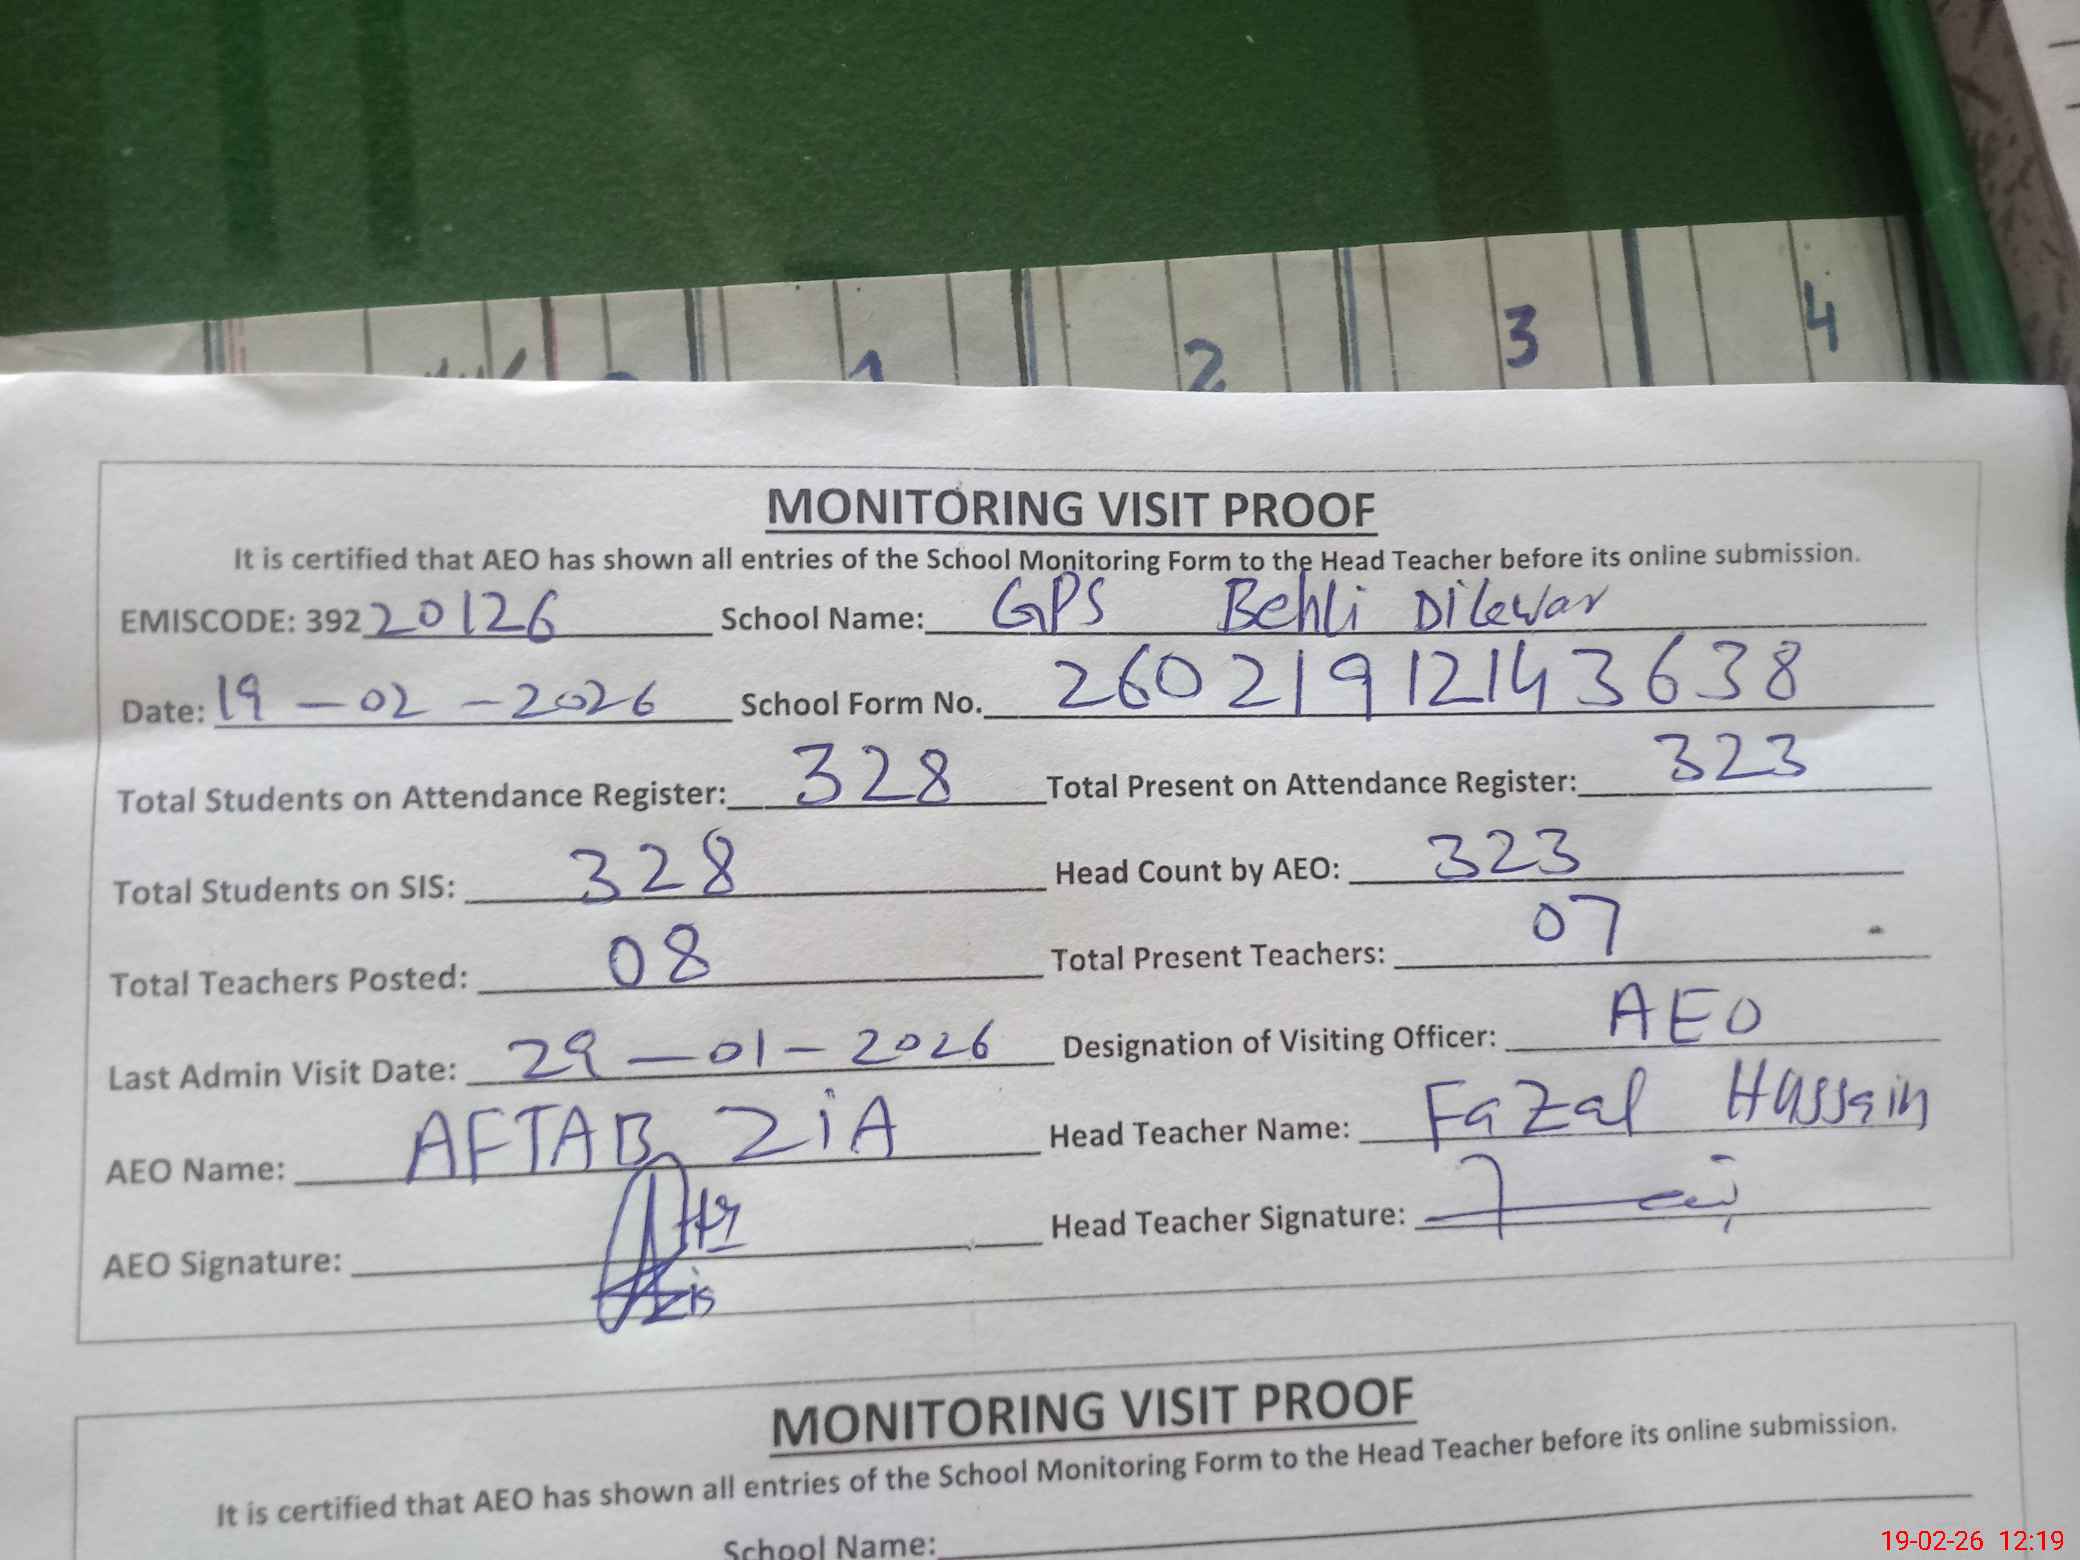 1 2 3 4
MONITORING VISIT PROOF
It is certified that AEO has shown all entries of the School Monitoring Form to the Head Teacher before its online submission.
EMISCODE: 39220126 School Name: GPS Behli Dilewar
Date: 19-02-2026 School Form No. 260219121143638
Total Students on Attendance Register: 328 Total Present on Attendance Register: 323
Total Students on SIS: 328 Head Count by AEO: 323
Total Teachers Posted: 08 Total Present Teachers: 07
Last Admin Visit Date: 29-01-2026 Designation of Visiting Officer: AEO
AEO Name: AFTAB ZiA Head Teacher Name: Fazal Hussain
AEO Signature: Head Teacher Signature:
MONITORING VISIT PROOF
It is certified that AEO has shown all entries of the School Monitoring Form to the Head Teacher before its online submission.
School Name:
19-02-26 12:19